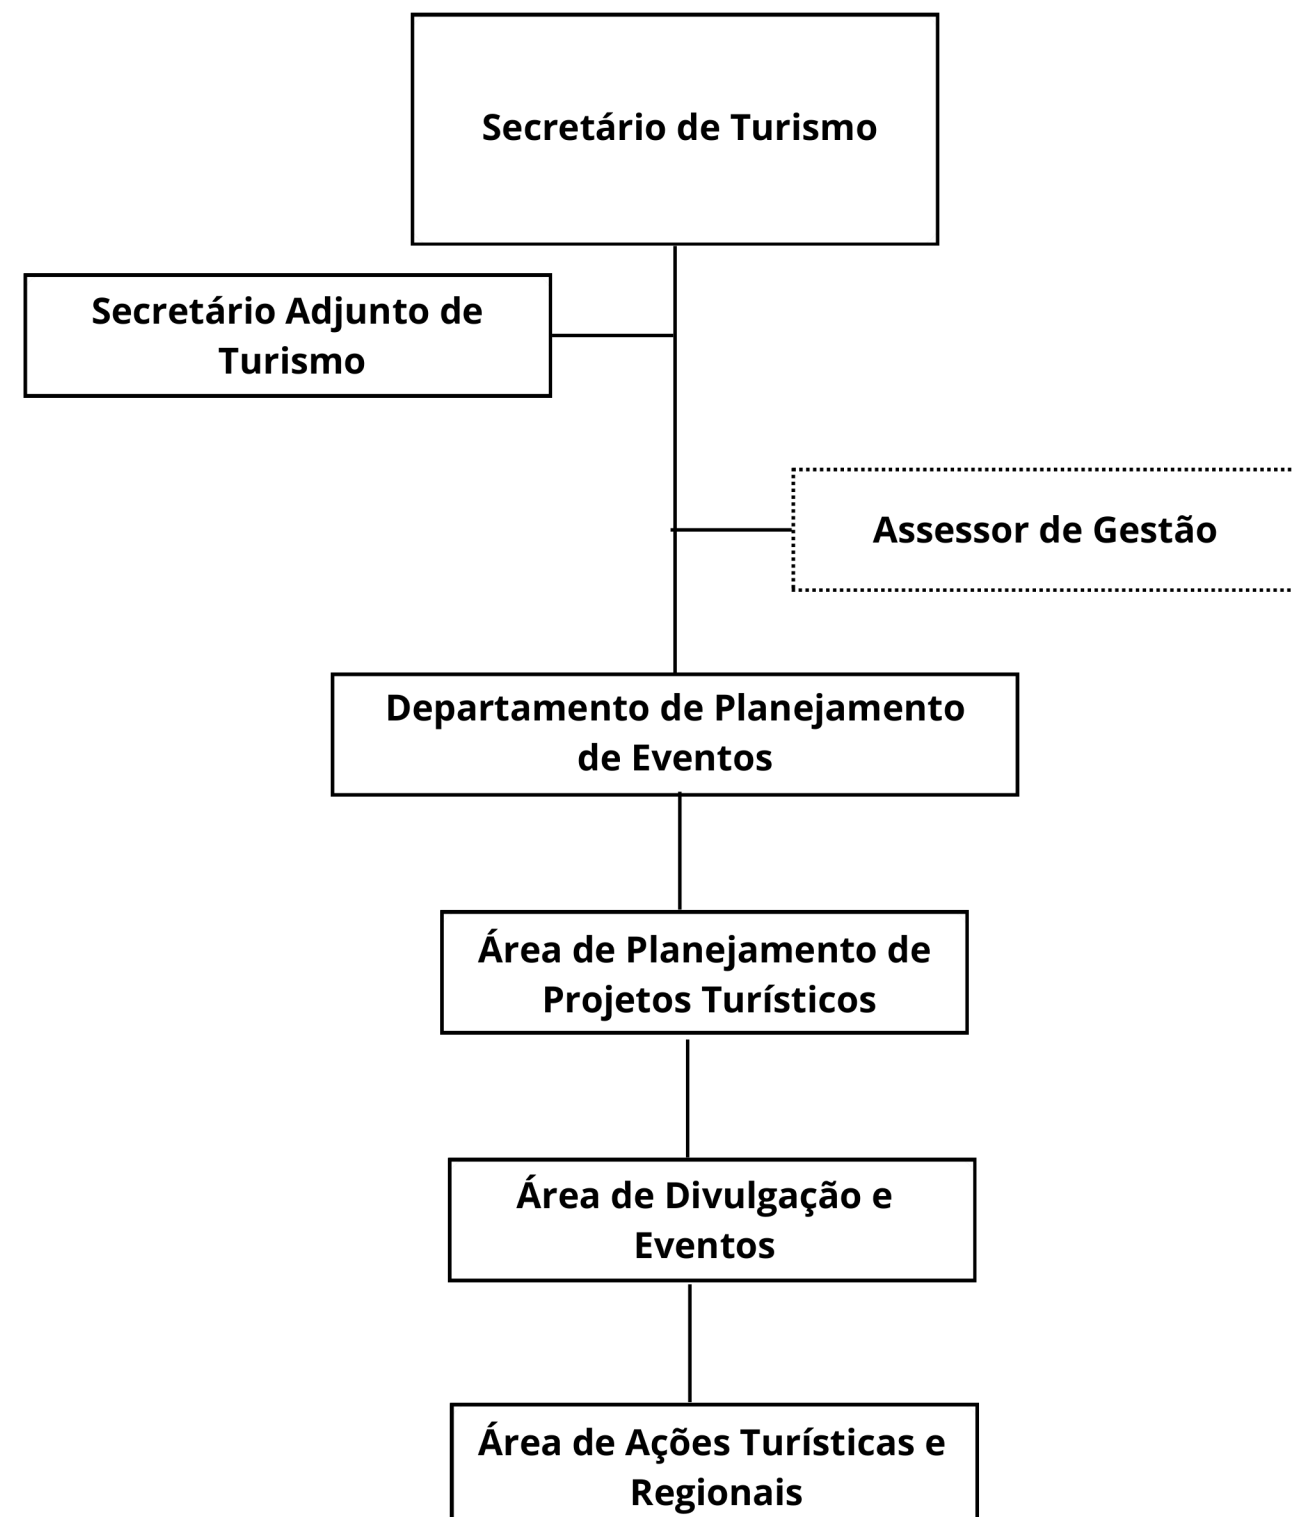 Secretário de Turismo
Secretário Adjunto de
Turismo
Assessor de Gestão
Departamento de Planejamento
de Eventos
Área de Planejamento de
Projetos Turísticos
Área de Divulgação e
Eventos
Área de Ações Turísticas e
Regionais